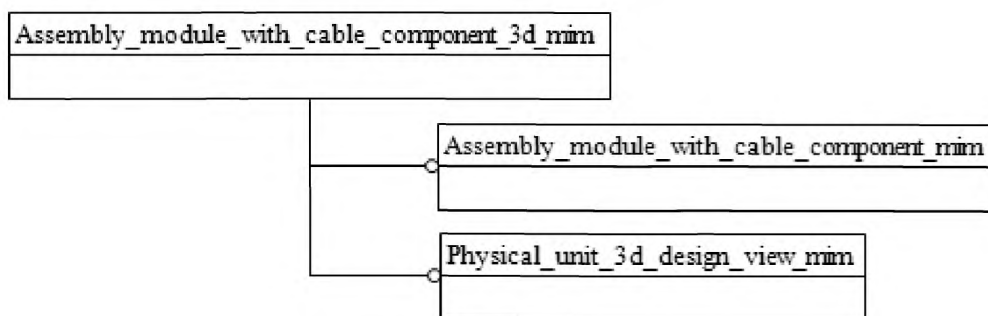 Assembly_module_with_cable_component_3d_mim
Assembly_module_with_cable_component_mim
Physical_unit_3d_design_view_mim